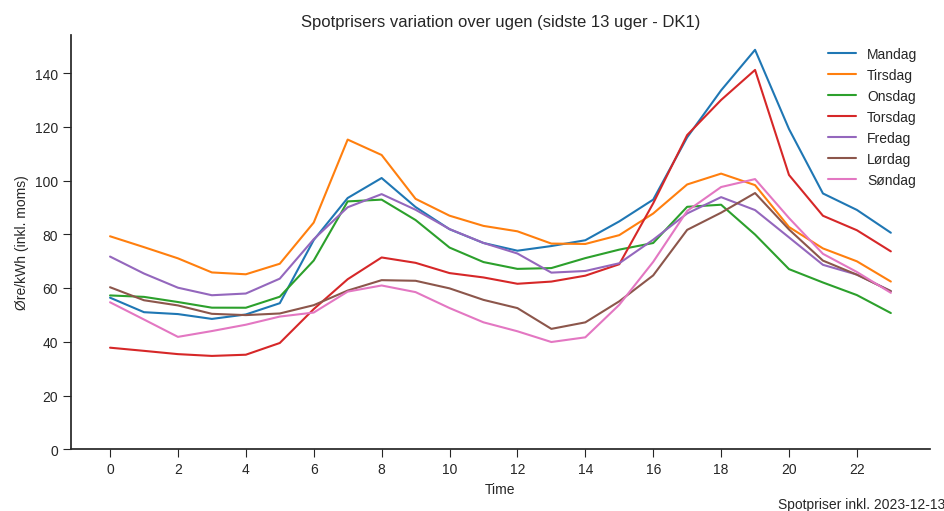 Spotprisers variation over ugen (sidste 13 uger - DK1)
Mandag
Tirsdag
Onsdag
Torsdag
Fredag
Lørdag
Søndag
Øre/kWh (inkl. moms)
140
120
100
80
60
40
20
0
0 2 4 6 8 10 12 14 16 18 20 22
Time
Spotpriser inkl. 2023-12-13